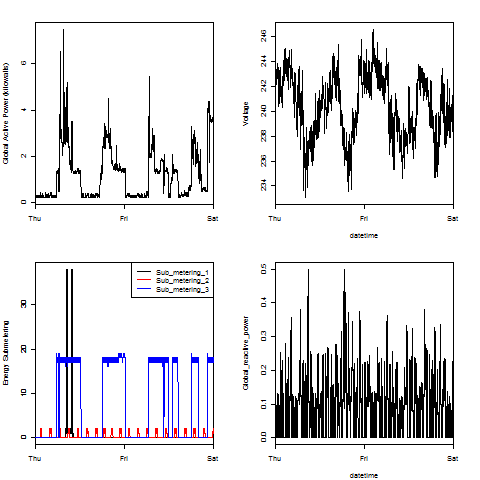 Global Active Power (kilowatts)
6
4
2
0
Thu
Fri
Sat
Voltage
246
244
242
240
238
236
234
Thu
Fri
Sat
datetime
Energy Submetering
30
20
10
0
Sub_metering_1
Sub_metering_2
Sub_metering_3
Thu
Fri
Sat
Global_reactive_power
0.5
0.4
0.3
0.2
0.1
0.0
Thu
Fri
Sat
datetime